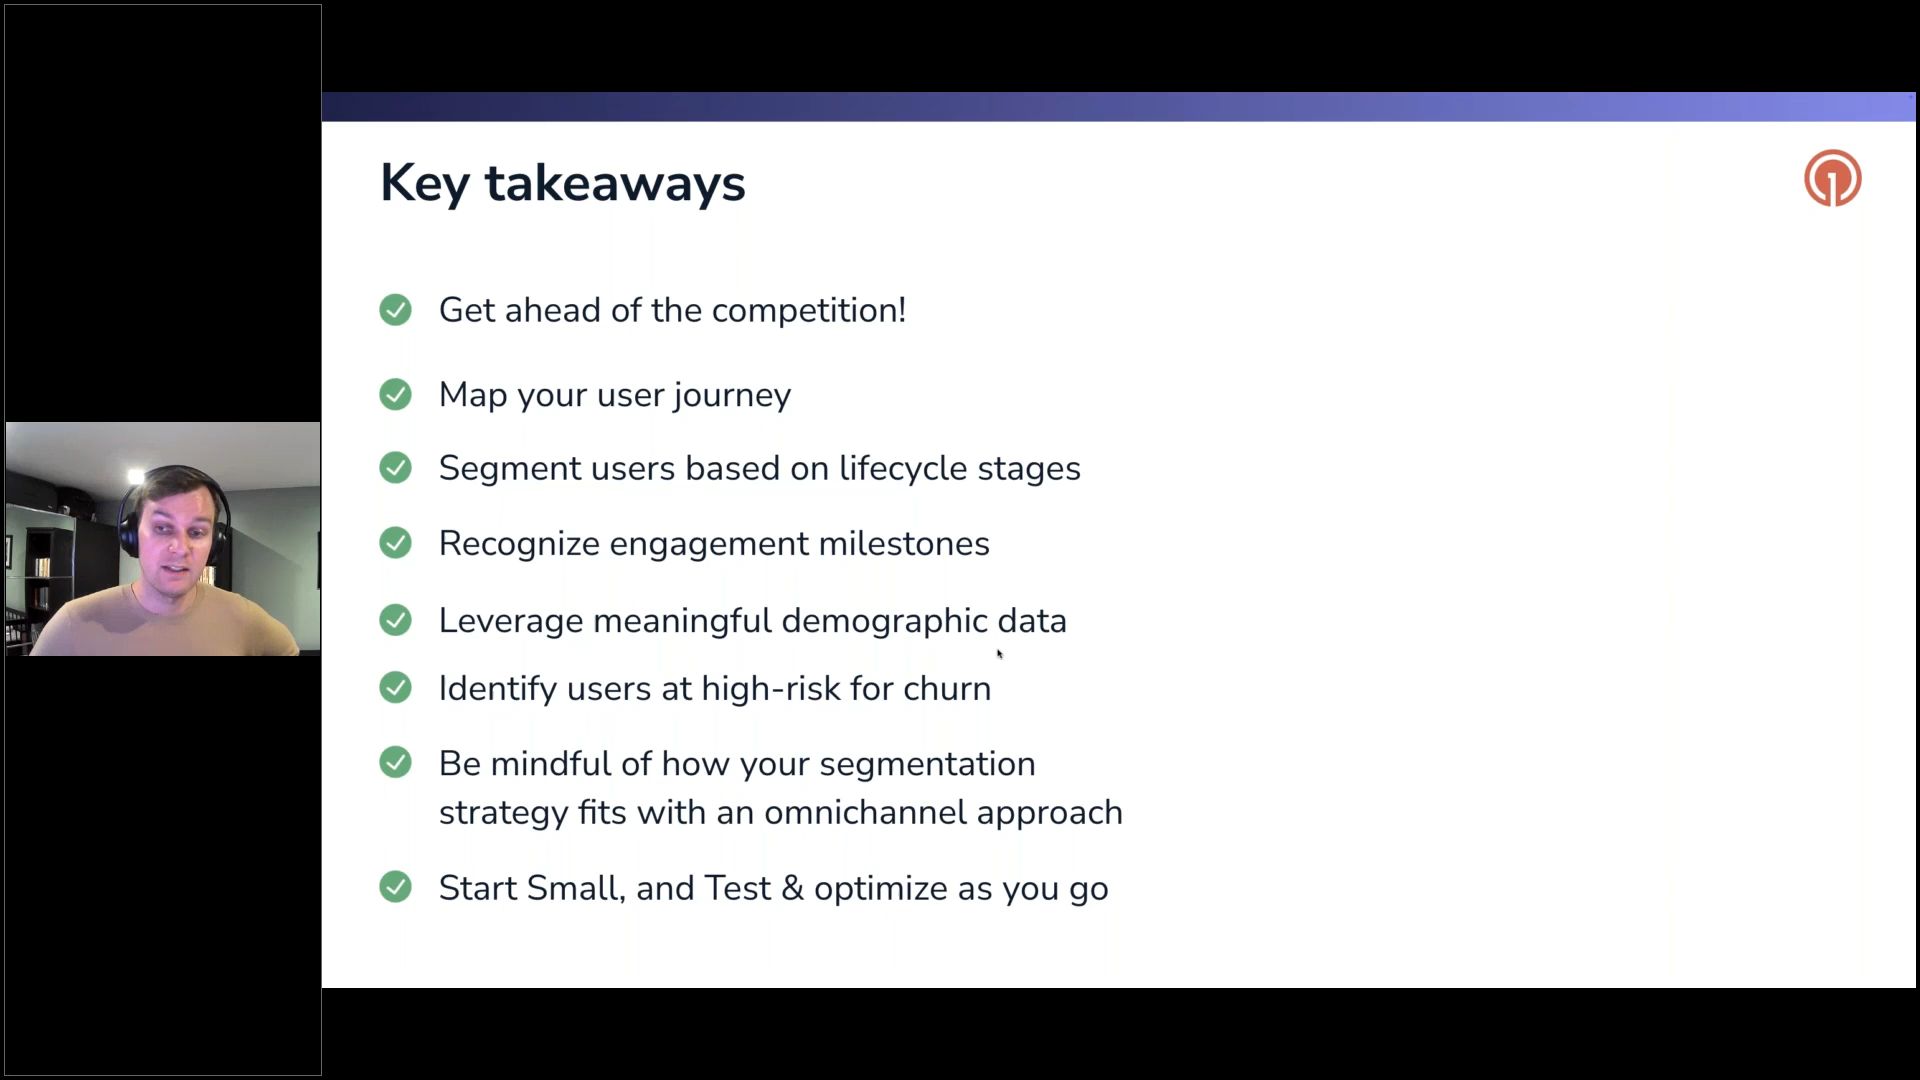 Key takeaways
Get ahead of the competition!
Map your user journey
Segment users based on lifecycle stages
Recognize engagement milestones
Leverage meaningful demographic data
Identify users at high-risk for churn
Be mindful of how your segmentation
strategy fits with an omnichannel approach
Start Small, and Test & optimize as you go